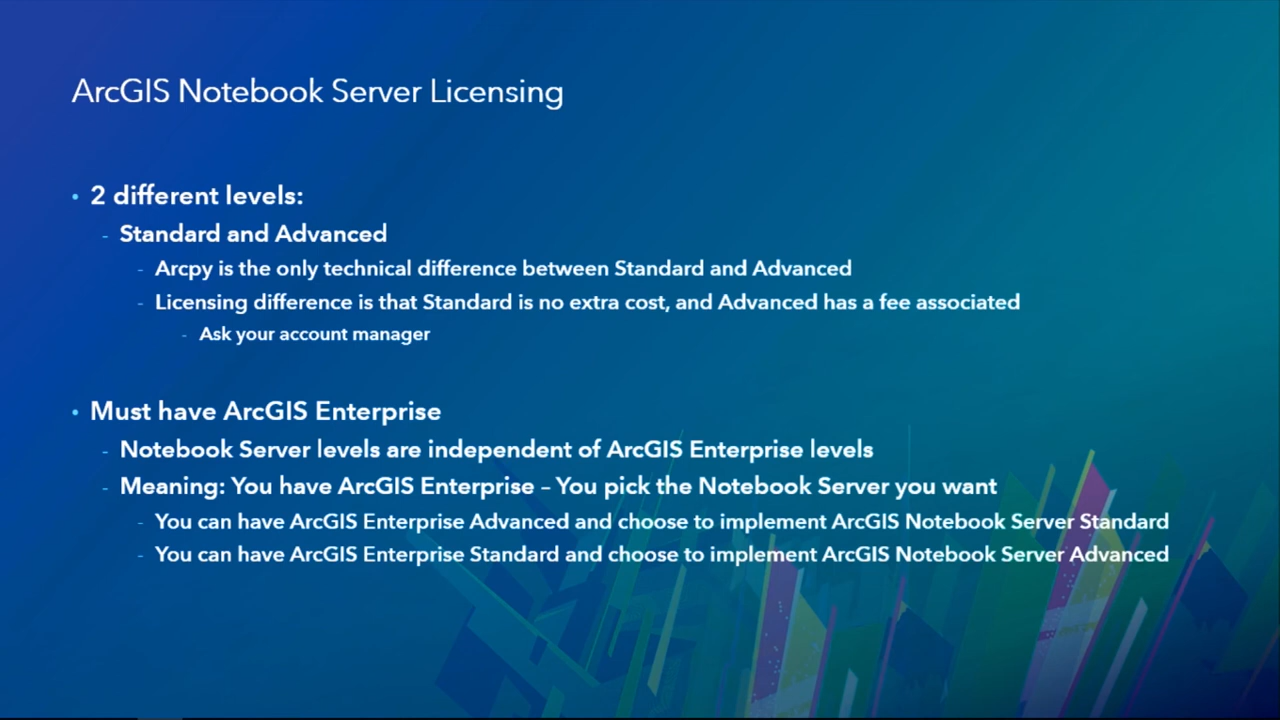 ArcGIS Notebook Server Licensing
• 2 different levels:
- Standard and Advanced
- Arcpy is the only technical difference between Standard and Advanced
- Licensing difference is that Standard is no extra cost, and Advanced has a fee associated
- Ask your account manager
• Must have ArcGIS Enterprise
- Notebook Server levels are independent of ArcGIS Enterprise levels
- Meaning: You have ArcGIS Enterprise – You pick the Notebook Server you want
- You can have ArcGIS Enterprise Advanced and choose to implement ArcGIS Notebook Server Standard
- You can have ArcGIS Enterprise Standard and choose to implement ArcGIS Notebook Server Advanced